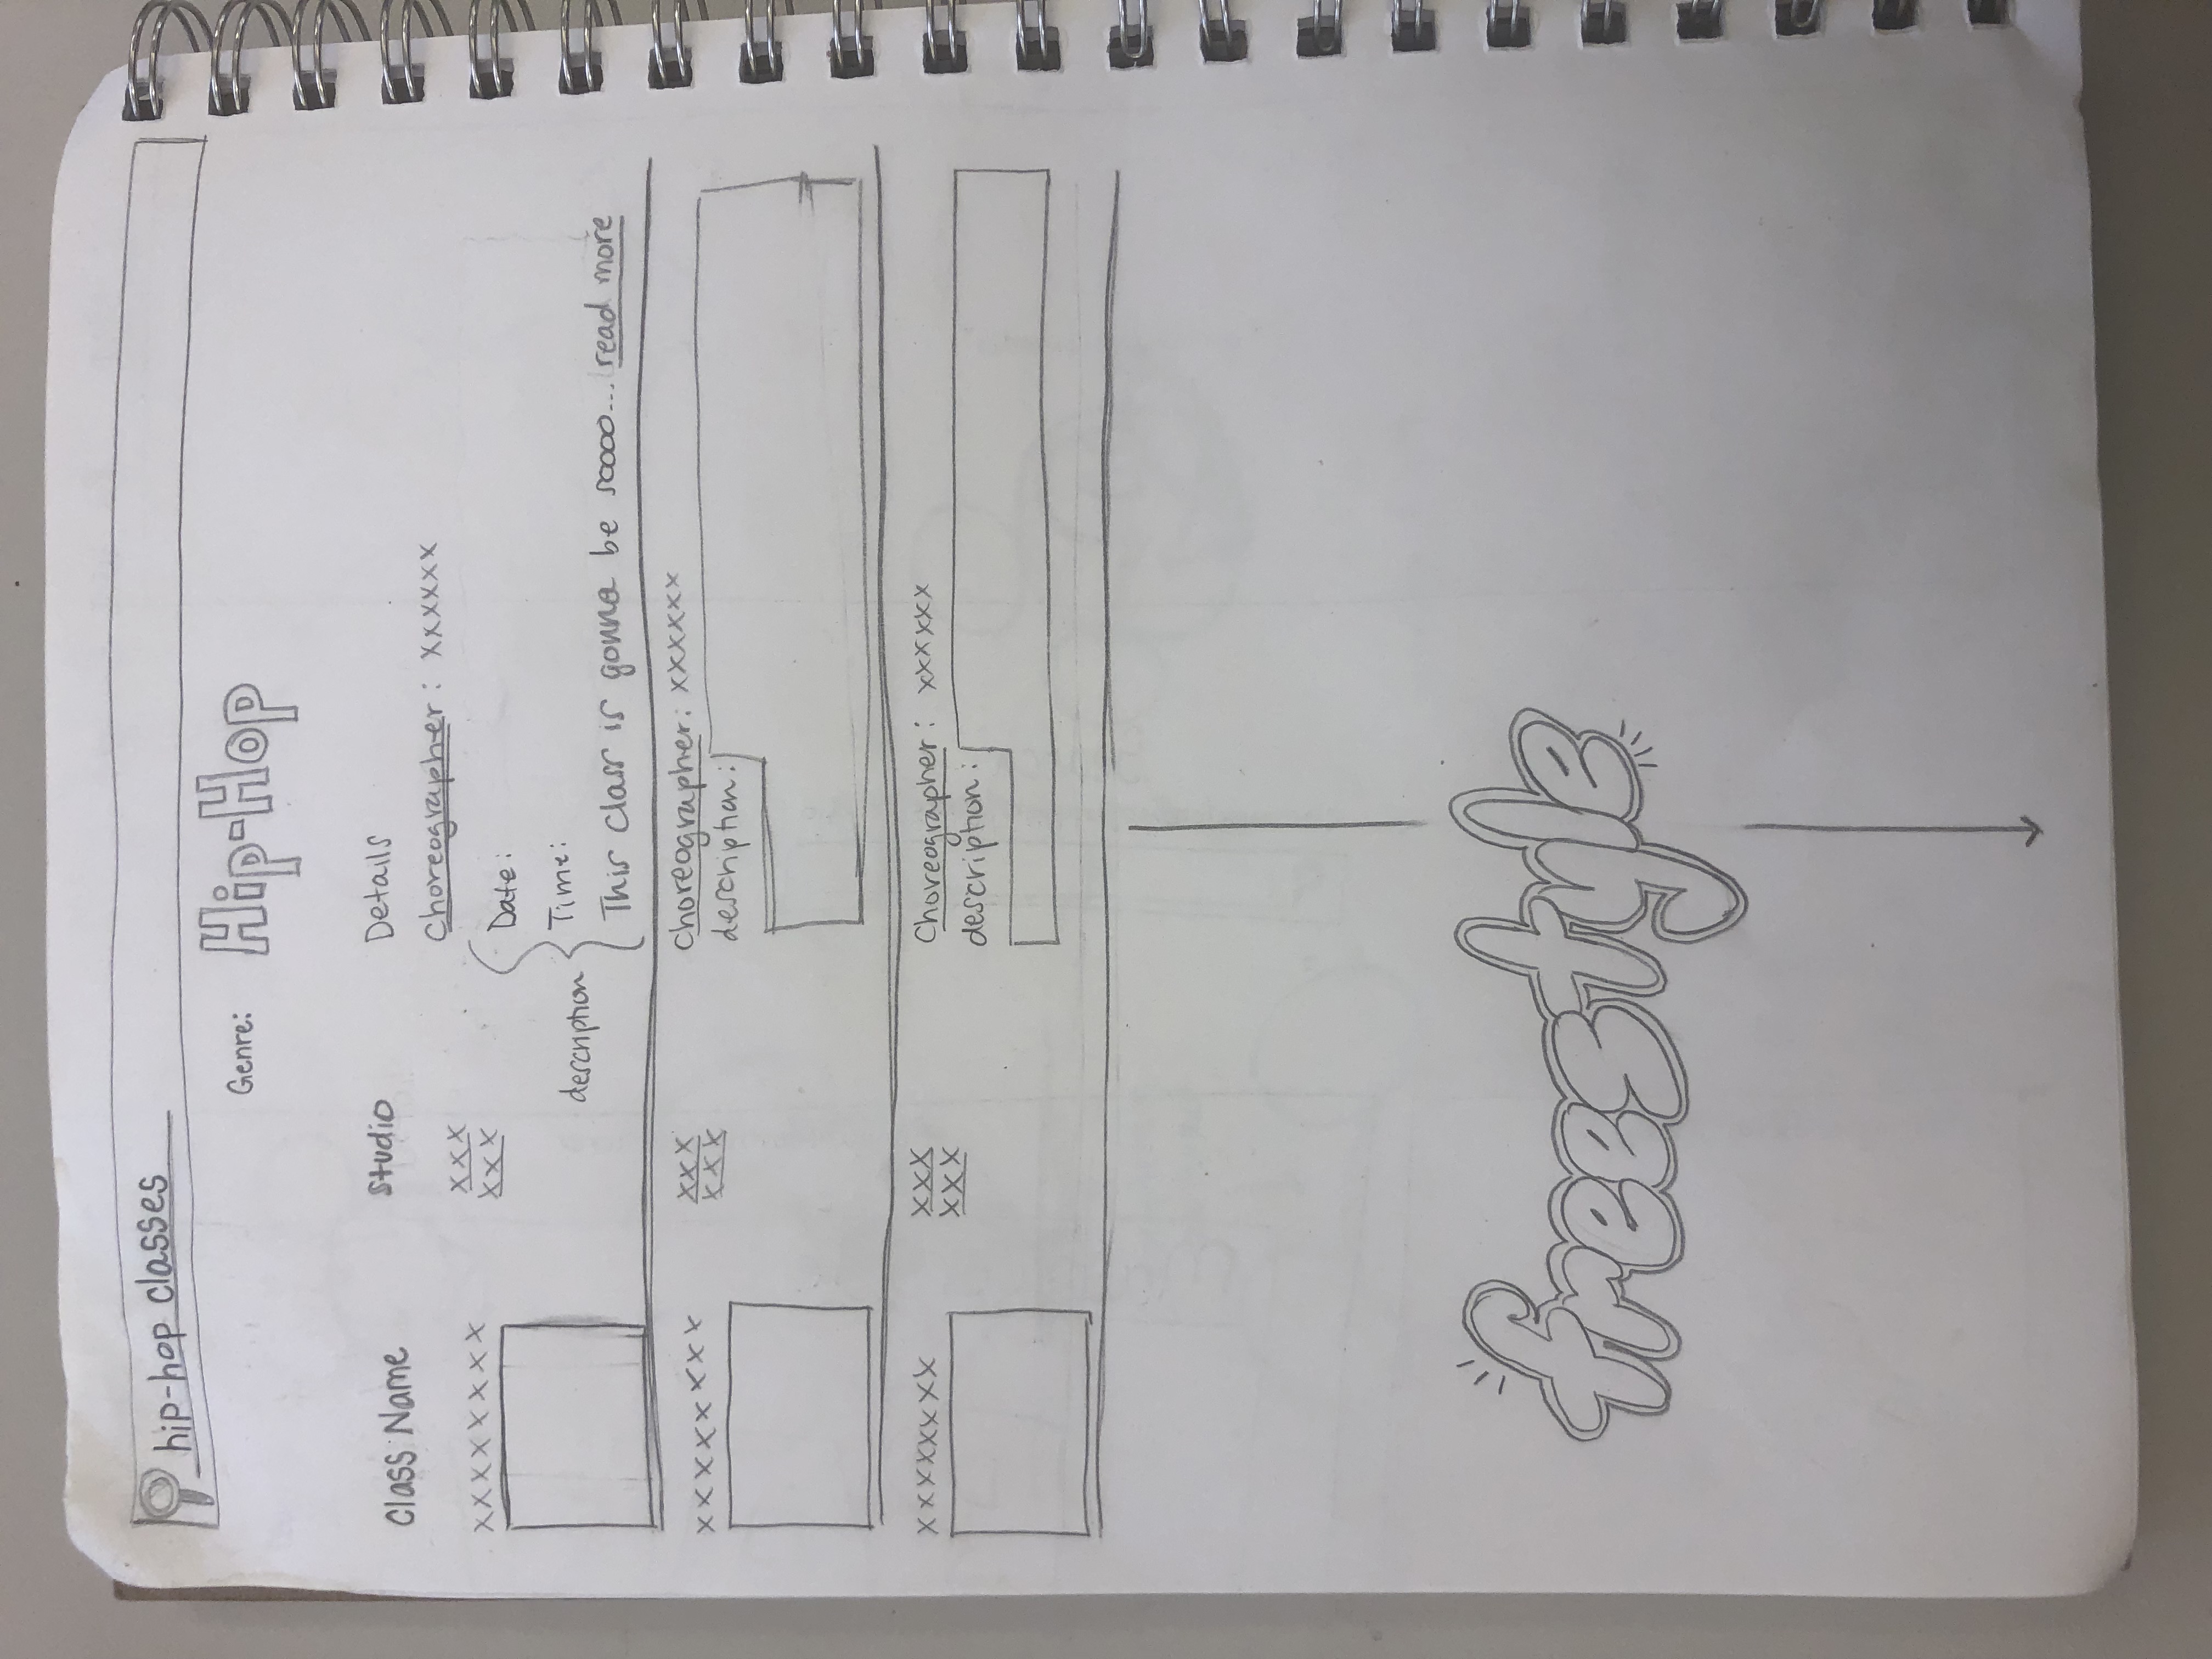 hip-hop classes
Genre: Hip-Hop
Class Name Studio Details
Choreographer: xxxxxx
xxxxxxxx xxx
xxx
Date:
Time:
description
This class is gonna be soooo... read more
xxxxxxxxx xxx Choreographer: xxxxxx
xxx description:
xxxxxxxx xxx Choreographer: xxxxxx
xxx description:
freestyle